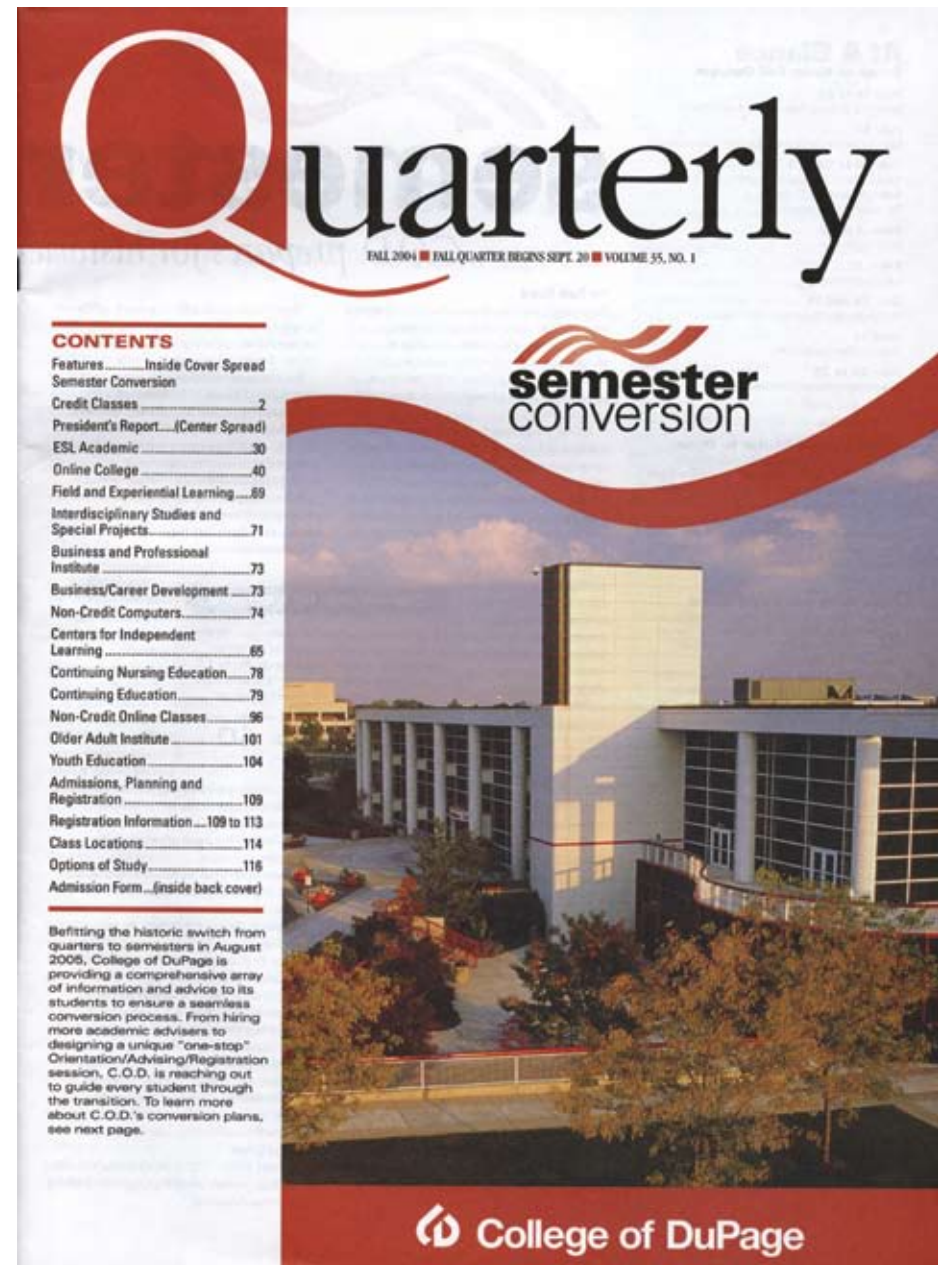 Quarterly
FALL 2004 ■ FALL QUARTER BEGINS SEPT. 20 ■ VOLUME 35, NO. 1
CONTENTS
Features...........Inside Cover Spread
Semester Conversion
Credit Classes ..............................2
President's Report....(Center Spread)
ESL Academic ............................30
Online College ............................40
Field and Experiential Learning ....69
Interdisciplinary Studies and
Special Projects..........................71
Business and Professional
Institute ....................................73
Business/Career Development .....73
Non-Credit Computers..................74
Centers for Independent
Learning ....................................65
Continuing Nursing Education......78
Continuing Education..................79
Non-Credit Online Classes...........96
Older Adult Institute ..................101
Youth Education ........................104
Admissions, Planning and
Registration ..............................109
Registration Information....109 to 113
Class Locations ........................114
Options of Study........................116
Admission Form...(inside back cover)
Befitting the historic switch from
quarters to semesters in August
2005, College of DuPage is
providing a comprehensive array
of information and advice to its
students to ensure a seamless
conversion process. From hiring
more academic advisers to
designing a unique "one-stop"
Orientation/Advising/Registration
session, C.O.D. is reaching out
to guide every student through
the transition. To learn more
about C.O.D.'s conversion plans,
see next page.
semester
conversion
College of DuPage